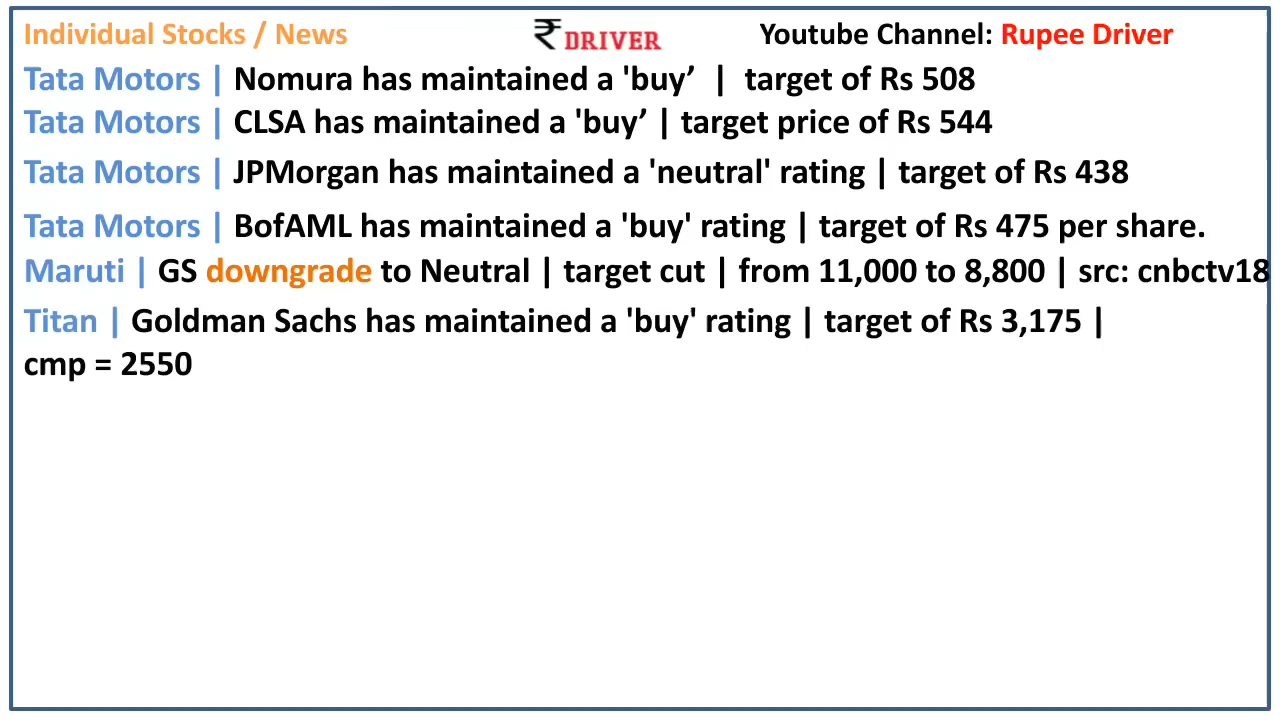 Individual Stocks / News ₹ DRIVER Youtube Channel: Rupee Driver
Tata Motors | Nomura has maintained a 'buy’ | target of Rs 508
Tata Motors | CLSA has maintained a 'buy’ | target price of Rs 544
Tata Motors | JPMorgan has maintained a 'neutral' rating | target of Rs 438
Tata Motors | BofAML has maintained a 'buy' rating | target of Rs 475 per share.
Maruti | GS downgrade to Neutral | target cut | from 11,000 to 8,800 | src: cnbctv18
Titan | Goldman Sachs has maintained a 'buy' rating | target of Rs 3,175 |
cmp = 2550